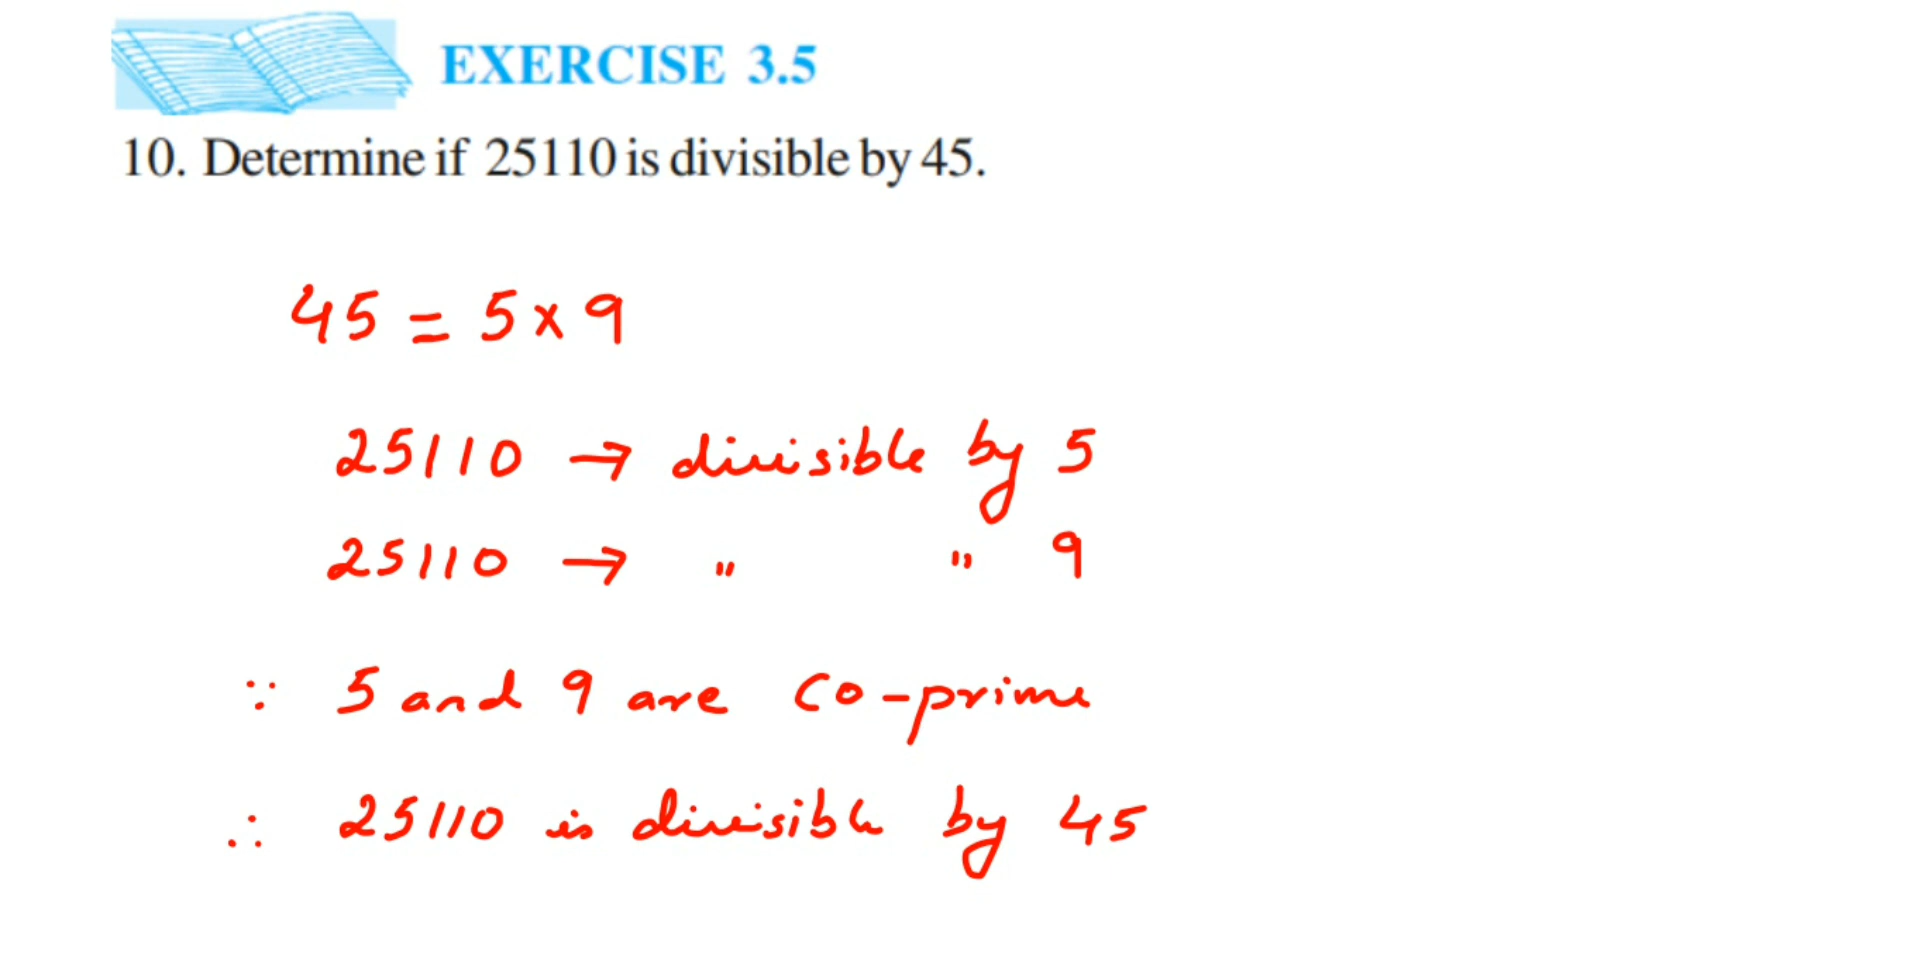 EXERCISE 3.5
10. Determine if 25110 is divisible by 45.
45 = 5 × 9
25110 → divisible by 5
25110 → " " 9
∵ 5 and 9 are co-prime
∴ 25110 is divisible by 45